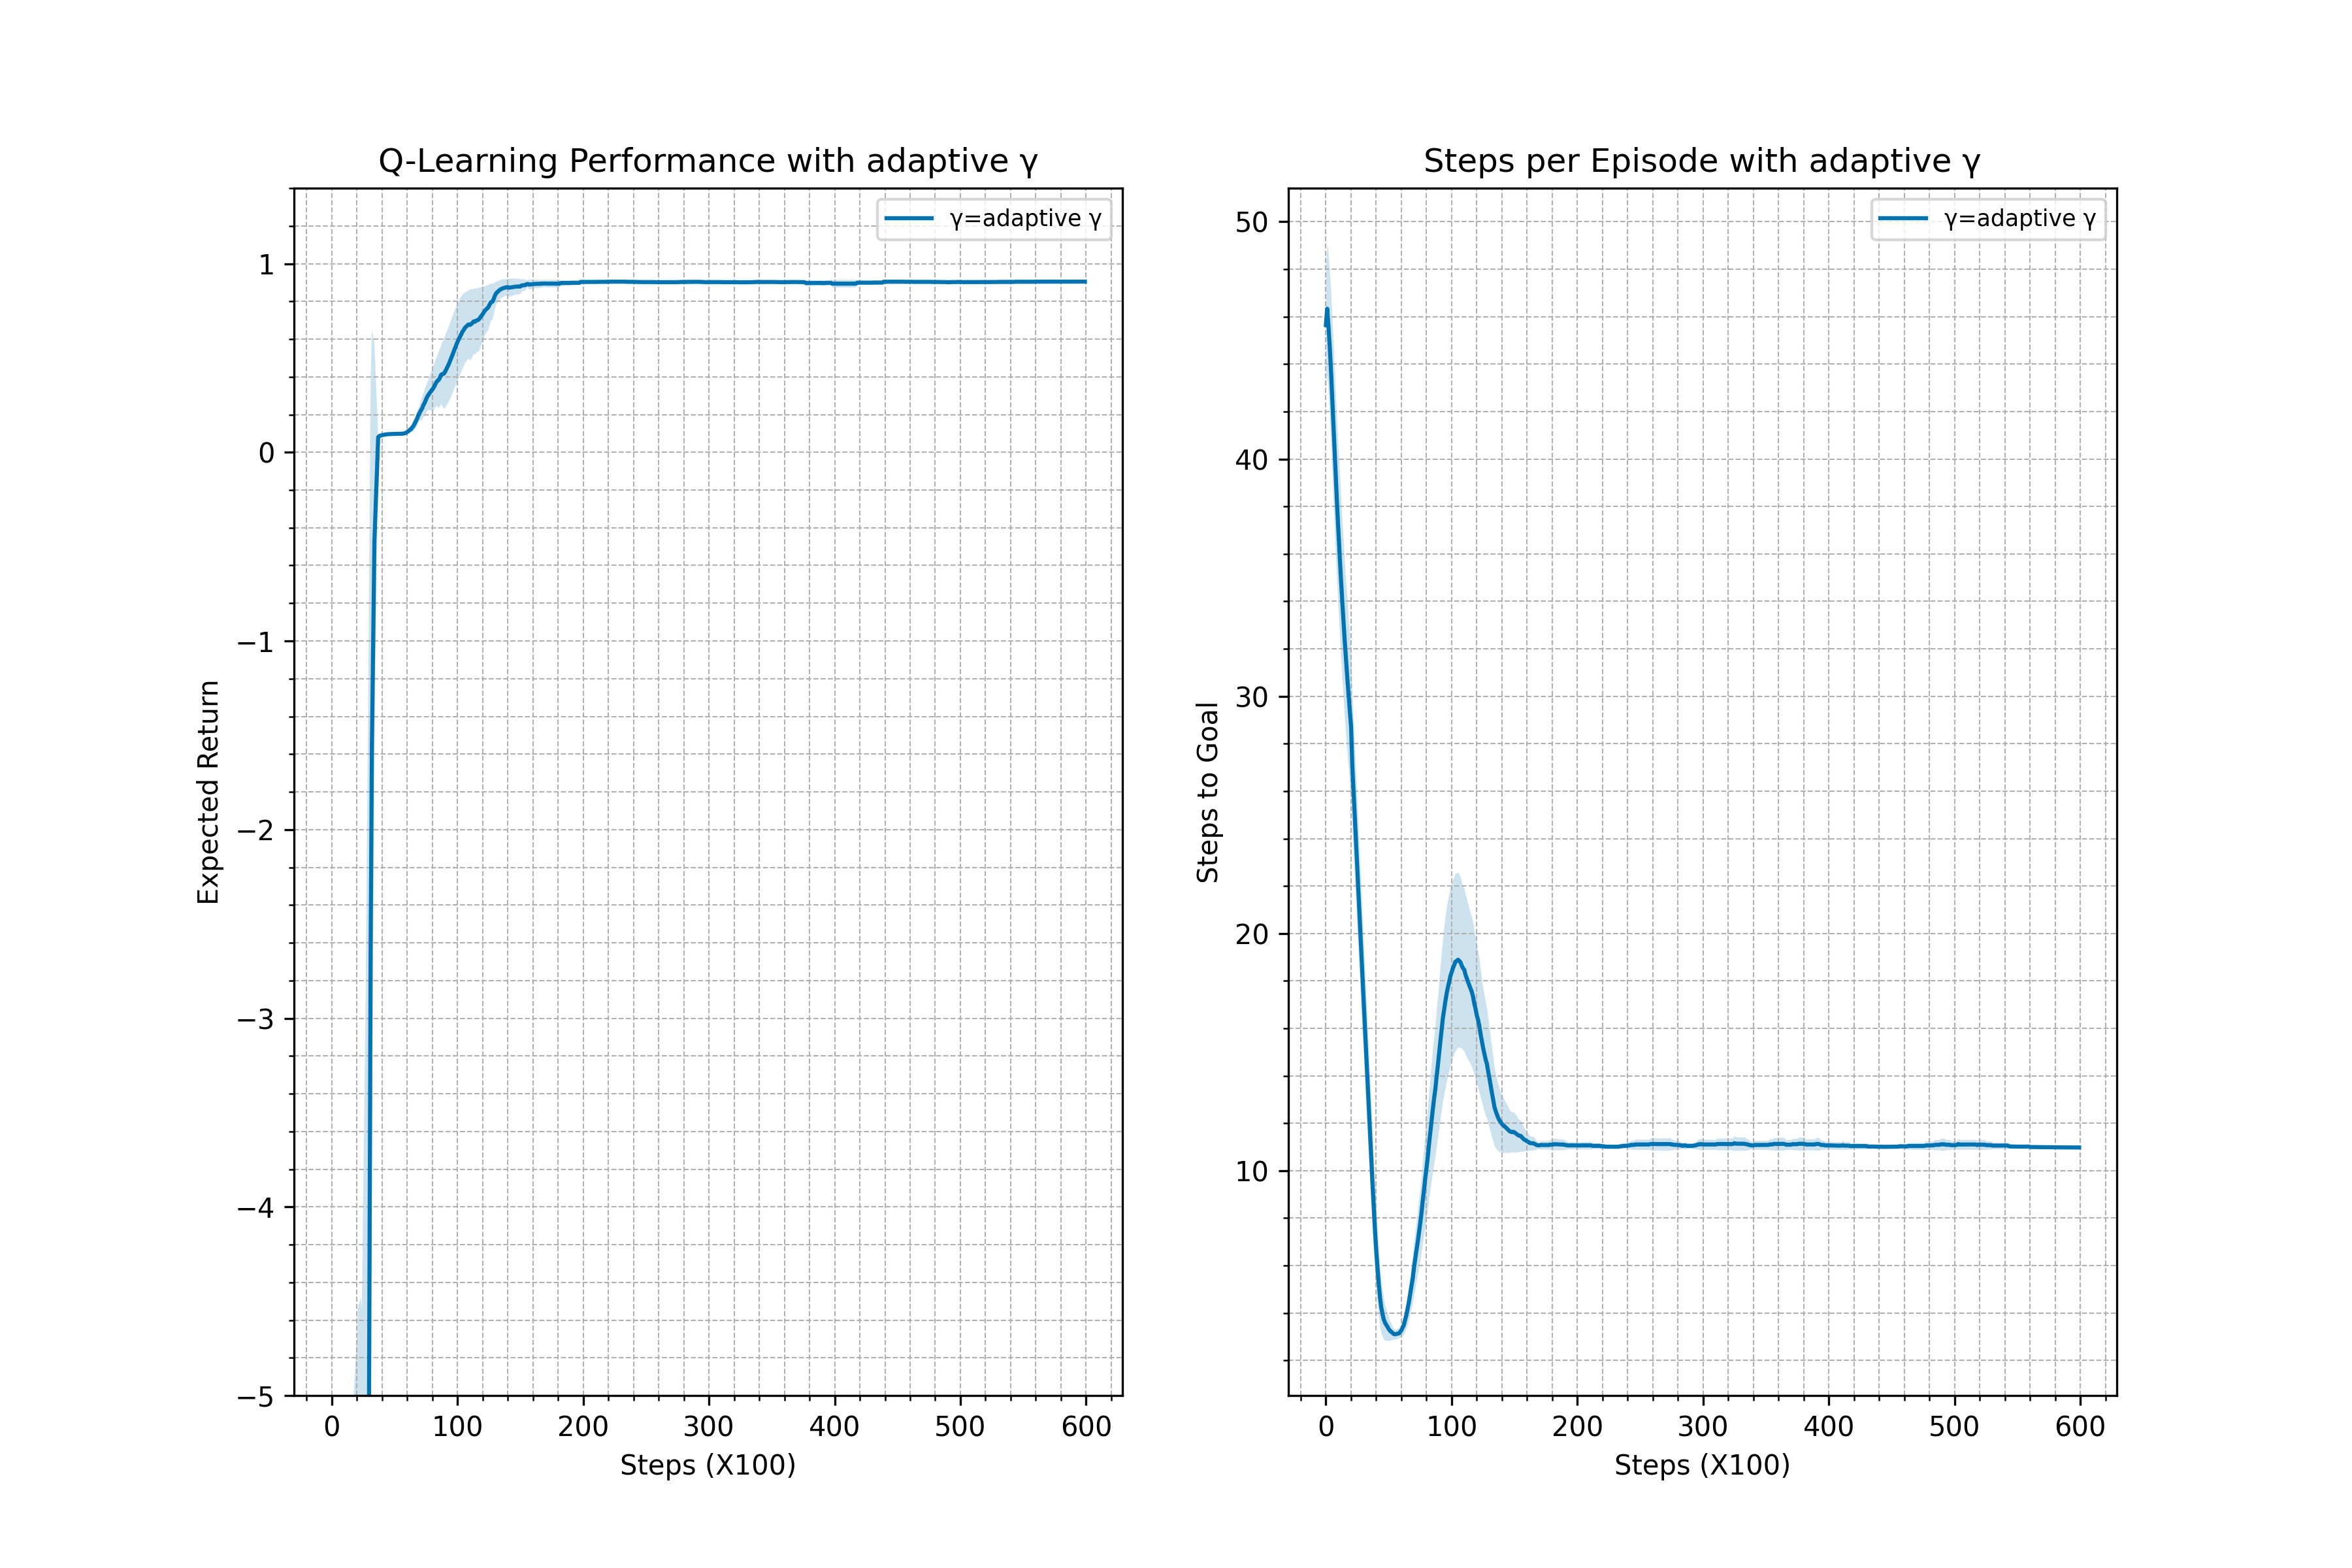 Q-Learning Performance with adaptive γ
γ=adaptive γ
1
0
−1
−2
−3
−4
−5
Expected Return
0 100 200 300 400 500 600
Steps (X100)
Steps per Episode with adaptive γ
γ=adaptive γ
50
40
30
20
10
Steps to Goal
0 100 200 300 400 500 600
Steps (X100)